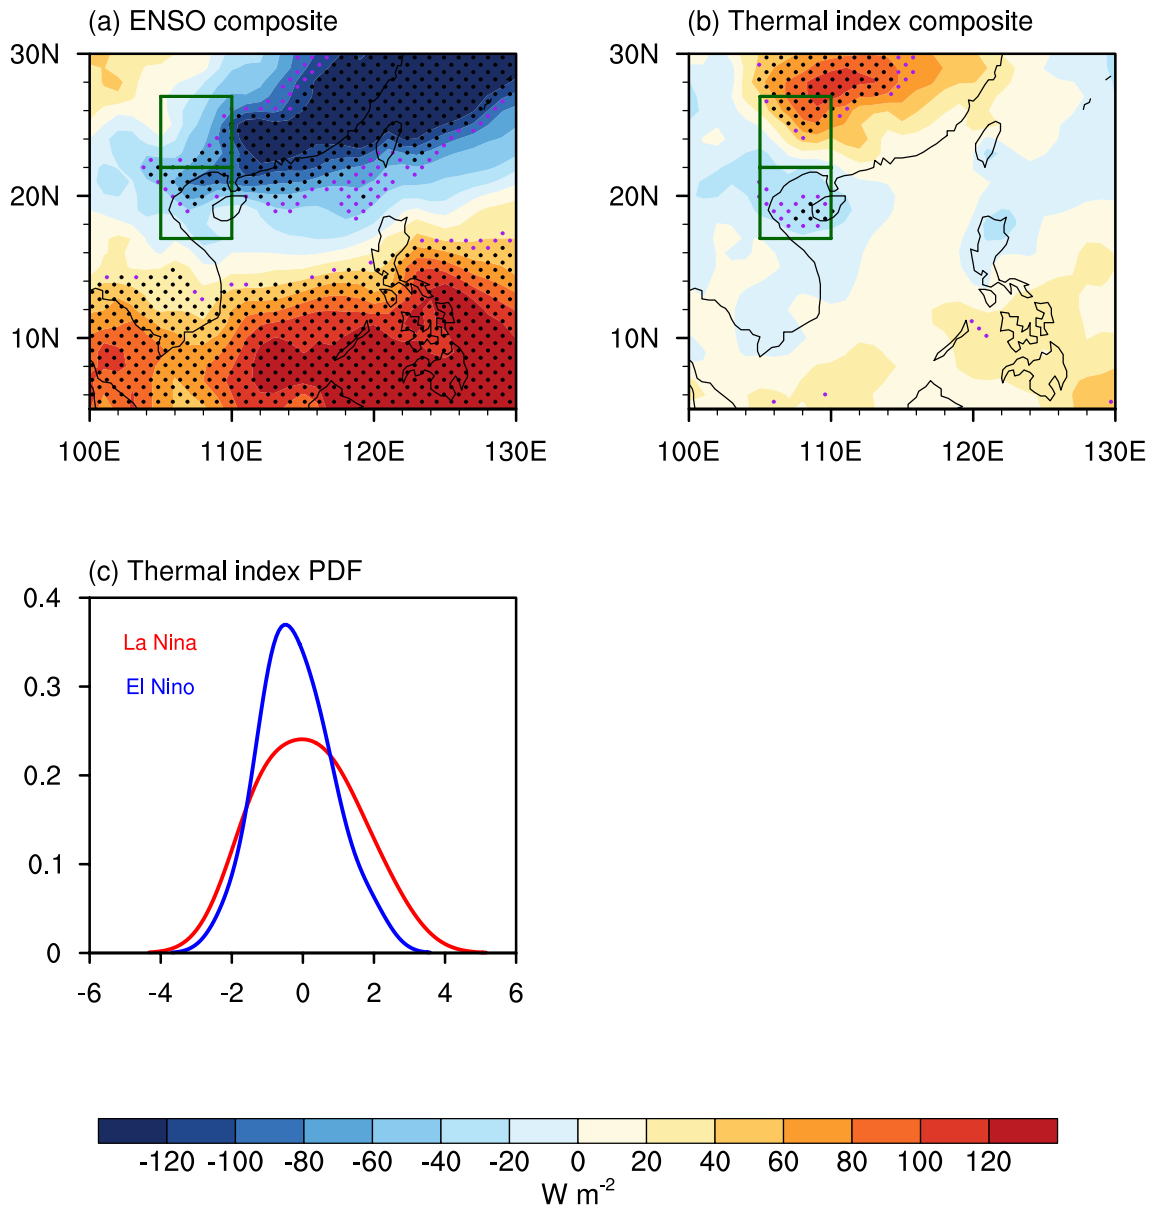 (a) ENSO composite
(b) Thermal index composite
30N
20N
10N
100E 110E 120E 130E
30N
20N
10N
100E 110E 120E 130E
(c) Thermal index PDF
0.4
0.3
0.2
0.1
0
La Nina
El Nino
-6 -4 -2 0 2 4 6
-120 -100 -80 -60 -40 -20 0 20 40 60 80 100 120
W m-2